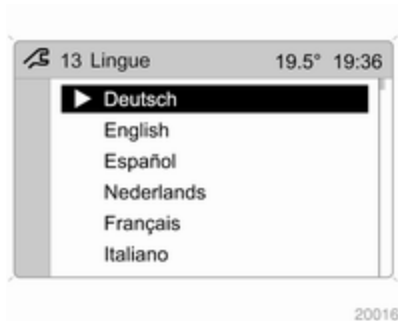 13 Lingue 19.5° 19:36
Deutsch
English
Español
Nederlands
Français
Italiano
20016